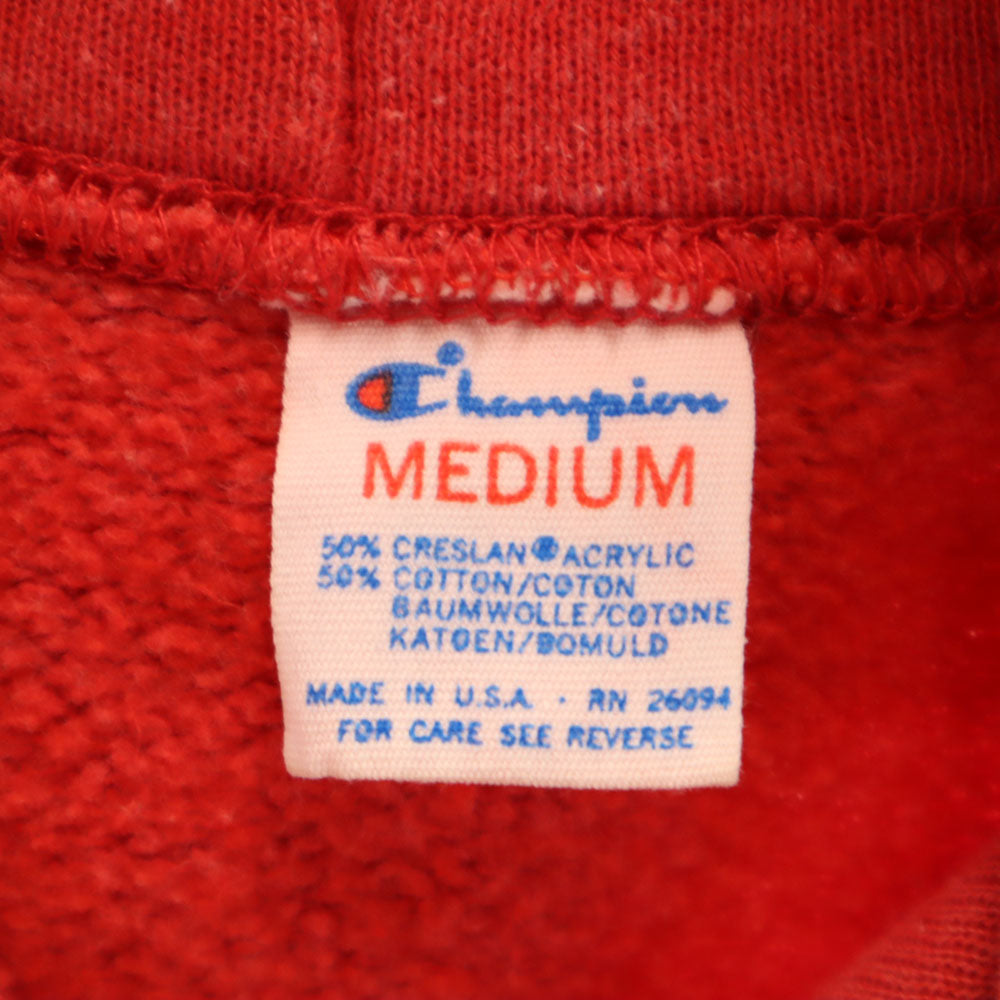 Champion
MEDIUM
50% CRESLAN® ACRYLIC
50% COTTON/COTON
BAUMWOLLE/COTONE
KATOEN/BOMULD
MADE IN U.S.A. · RN 26094
FOR CARE SEE REVERSE